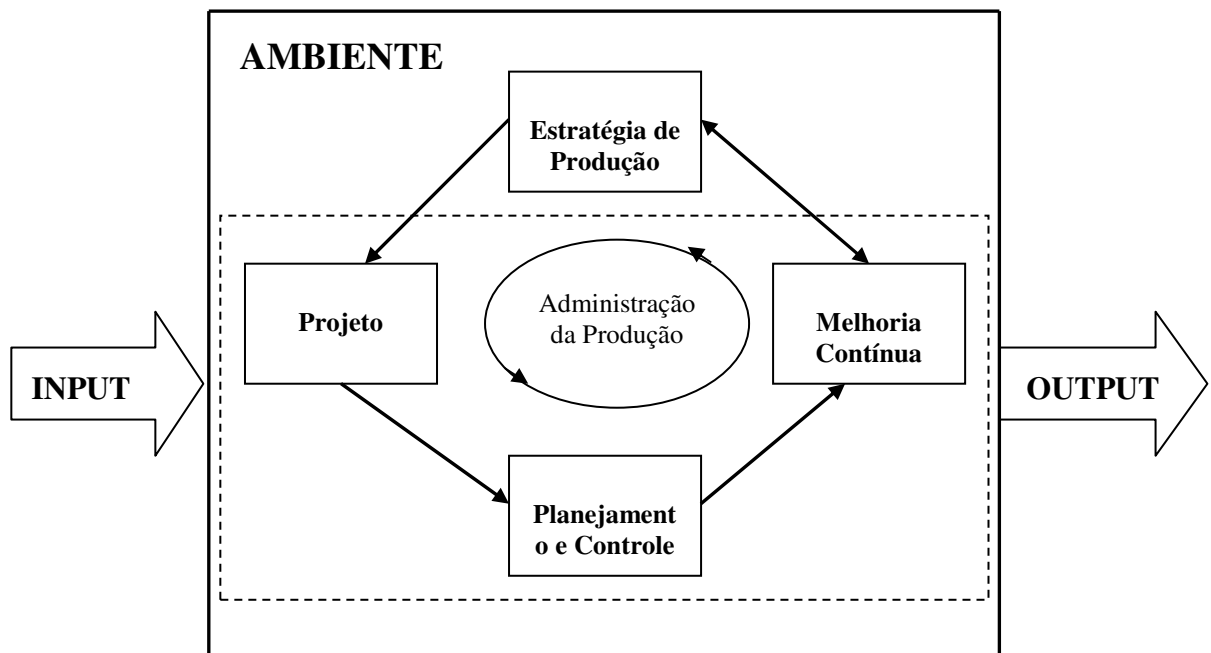 AMBIENTE
Estratégia de
Produção
Projeto
Administração
da Produção
Melhoria
Contínua
INPUT
OUTPUT
Planejament
o e Controle